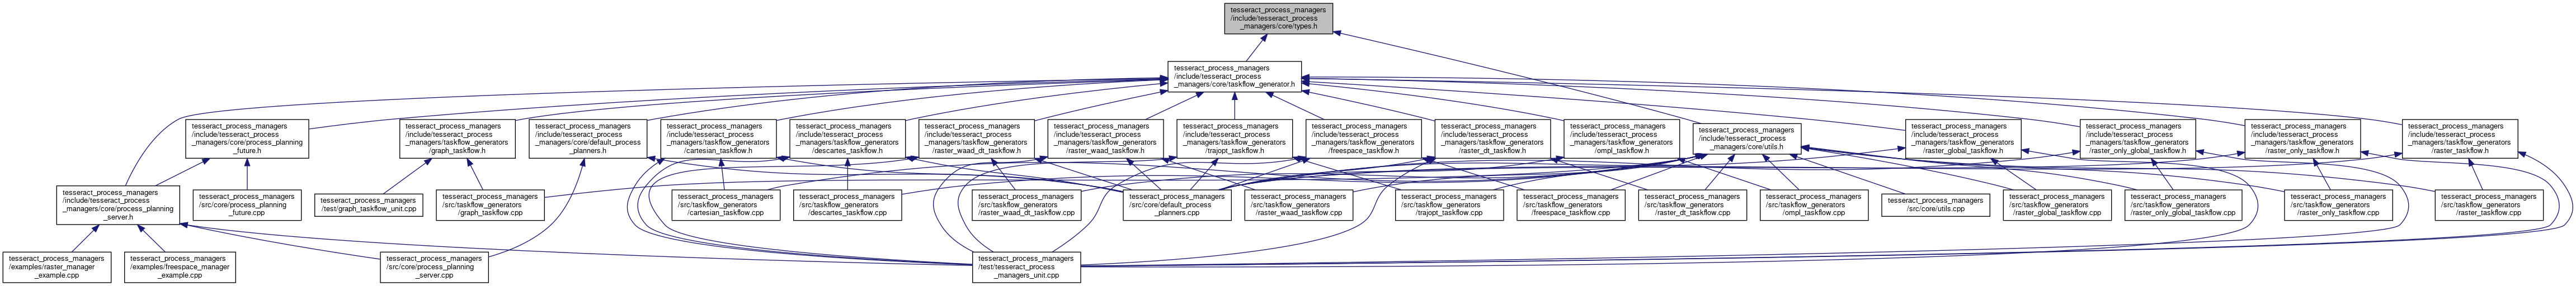 tesseract_process_managers
/include/tesseract_process
_managers/core/types.h
tesseract_process_managers
/include/tesseract_process
_managers/core/taskflow_generator.h
tesseract_process_managers
/include/tesseract_process
_managers/core/process_planning
_future.h
tesseract_process_managers
/include/tesseract_process
_managers/taskflow_generators
/graph_taskflow.h
tesseract_process_managers
/include/tesseract_process
_managers/core/default_process
_planners.h
tesseract_process_managers
/include/tesseract_process
_managers/taskflow_generators
/cartesian_taskflow.h
tesseract_process_managers
/include/tesseract_process
_managers/taskflow_generators
/descartes_taskflow.h
tesseract_process_managers
/include/tesseract_process
_managers/taskflow_generators
/raster_waad_dt_taskflow.h
tesseract_process_managers
/include/tesseract_process
_managers/taskflow_generators
/raster_waad_taskflow.h
tesseract_process_managers
/include/tesseract_process
_managers/taskflow_generators
/trajopt_taskflow.h
tesseract_process_managers
/include/tesseract_process
_managers/taskflow_generators
/freespace_taskflow.h
tesseract_process_managers
/include/tesseract_process
_managers/taskflow_generators
/raster_dt_taskflow.h
tesseract_process_managers
/include/tesseract_process
_managers/taskflow_generators
/ompl_taskflow.h
tesseract_process_managers
/include/tesseract_process
_managers/core/utils.h
tesseract_process_managers
/include/tesseract_process
_managers/taskflow_generators
/raster_global_taskflow.h
tesseract_process_managers
/include/tesseract_process
_managers/taskflow_generators
/raster_only_global_taskflow.h
tesseract_process_managers
/include/tesseract_process
_managers/taskflow_generators
/raster_only_taskflow.h
tesseract_process_managers
/include/tesseract_process
_managers/taskflow_generators
/raster_taskflow.h
tesseract_process_managers
/include/tesseract_process
_managers/core/process_planning
_server.h
tesseract_process_managers
/src/core/process_planning
_future.cpp
tesseract_process_managers
/test/graph_taskflow_unit.cpp
tesseract_process_managers
/src/taskflow_generators
/graph_taskflow.cpp
tesseract_process_managers
/src/taskflow_generators
/cartesian_taskflow.cpp
tesseract_process_managers
/src/taskflow_generators
/descartes_taskflow.cpp
tesseract_process_managers
/src/taskflow_generators
/raster_waad_dt_taskflow.cpp
tesseract_process_managers
/src/core/default_process
_planners.cpp
tesseract_process_managers
/src/taskflow_generators
/raster_waad_taskflow.cpp
tesseract_process_managers
/src/taskflow_generators
/trajopt_taskflow.cpp
tesseract_process_managers
/src/taskflow_generators
/freespace_taskflow.cpp
tesseract_process_managers
/src/taskflow_generators
/raster_dt_taskflow.cpp
tesseract_process_managers
/src/taskflow_generators
/ompl_taskflow.cpp
tesseract_process_managers
/src/core/utils.cpp
tesseract_process_managers
/src/taskflow_generators
/raster_global_taskflow.cpp
tesseract_process_managers
/src/taskflow_generators
/raster_only_global_taskflow.cpp
tesseract_process_managers
/src/taskflow_generators
/raster_only_taskflow.cpp
tesseract_process_managers
/src/taskflow_generators
/raster_taskflow.cpp
tesseract_process_managers
/examples/raster_manager
_example.cpp
tesseract_process_managers
/examples/freespace_manager
_example.cpp
tesseract_process_managers
/src/core/process_planning
_server.cpp
tesseract_process_managers
/test/tesseract_process
_managers_unit.cpp